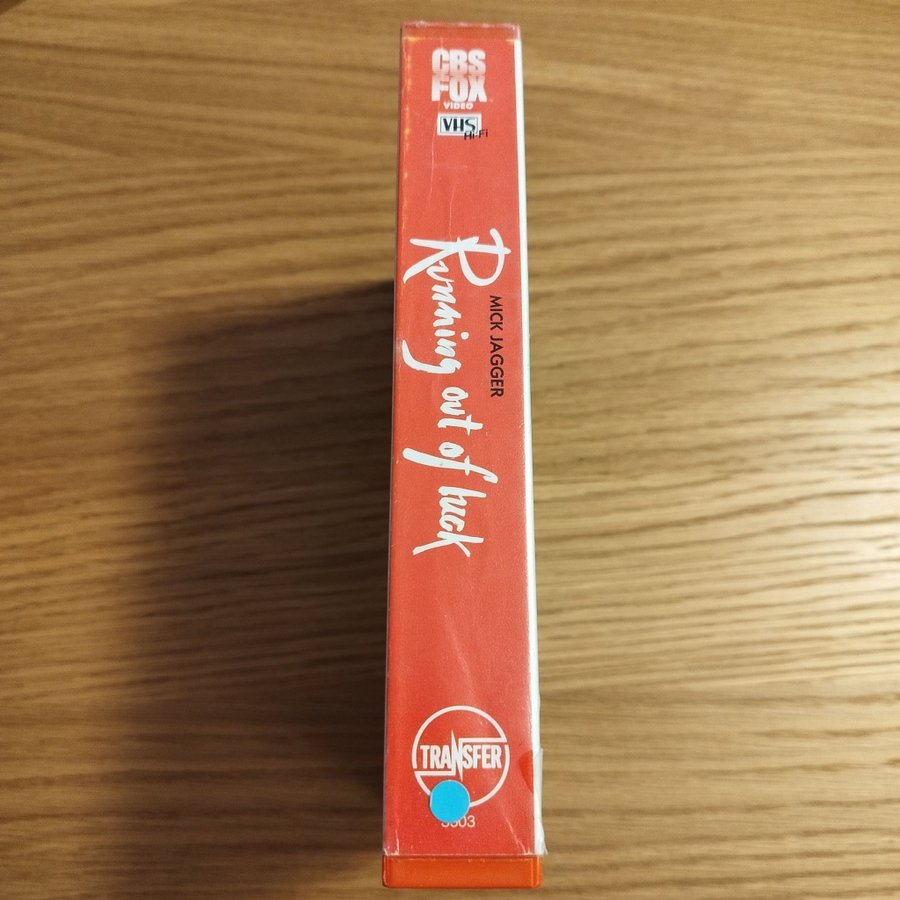 CBS
FOX
VIDEO
VHS
Hi-Fi
MICK JAGGER
Running out of luck
TRANSFER